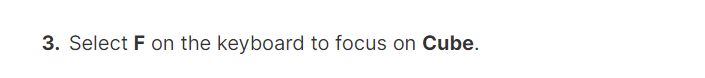 3. Select F on the keyboard to focus on Cube.